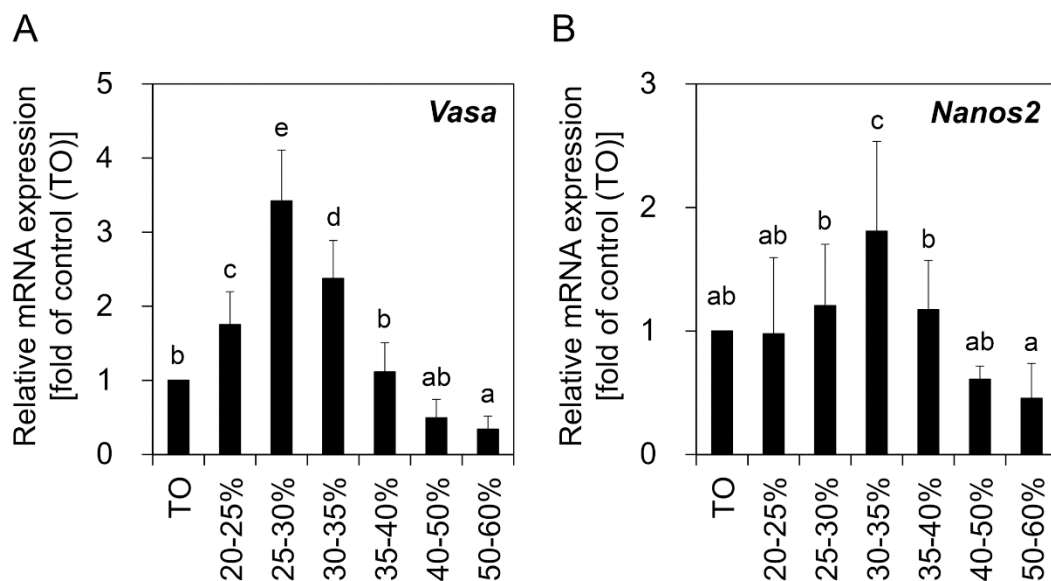 A
Relative mRNA expression
[fold of control (TO)]
5
4
3
2
1
0
Vasa
b
c
e
d
b
ab
a
TO
20-25%
25-30%
30-35%
35-40%
40-50%
50-60%
B
Relative mRNA expression
[fold of control (TO)]
3
2
1
0
Nanos2
ab
ab
b
c
b
ab
a
TO
20-25%
25-30%
30-35%
35-40%
40-50%
50-60%